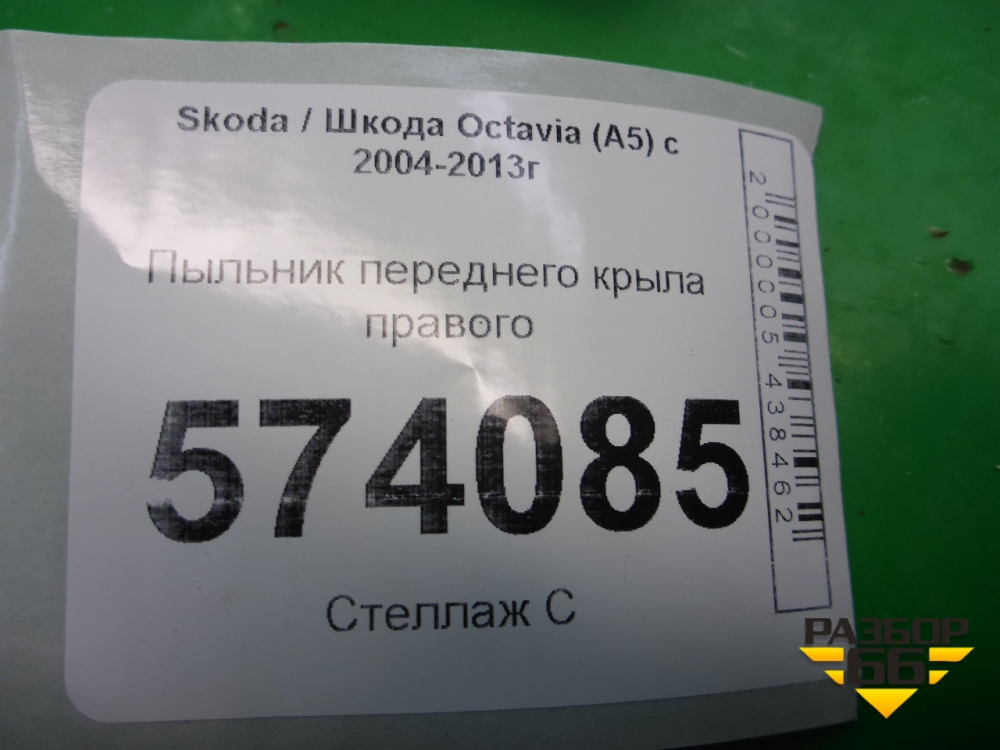 Skoda / Шкода Octavia (A5) с
2004-2013г
Пыльник переднего крыла
правого
574085
Стеллаж С
2000005438462
РАЗБОР
66